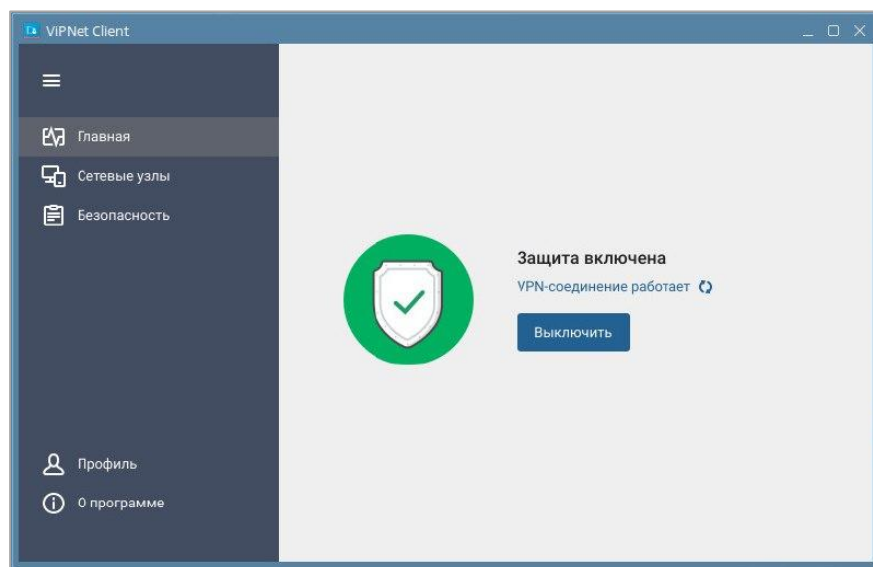 ViPNet Client
Главная
Сетевые узлы
Безопасность
Защита включена
VPN-соединение работает
Выключить
Профиль
О программе